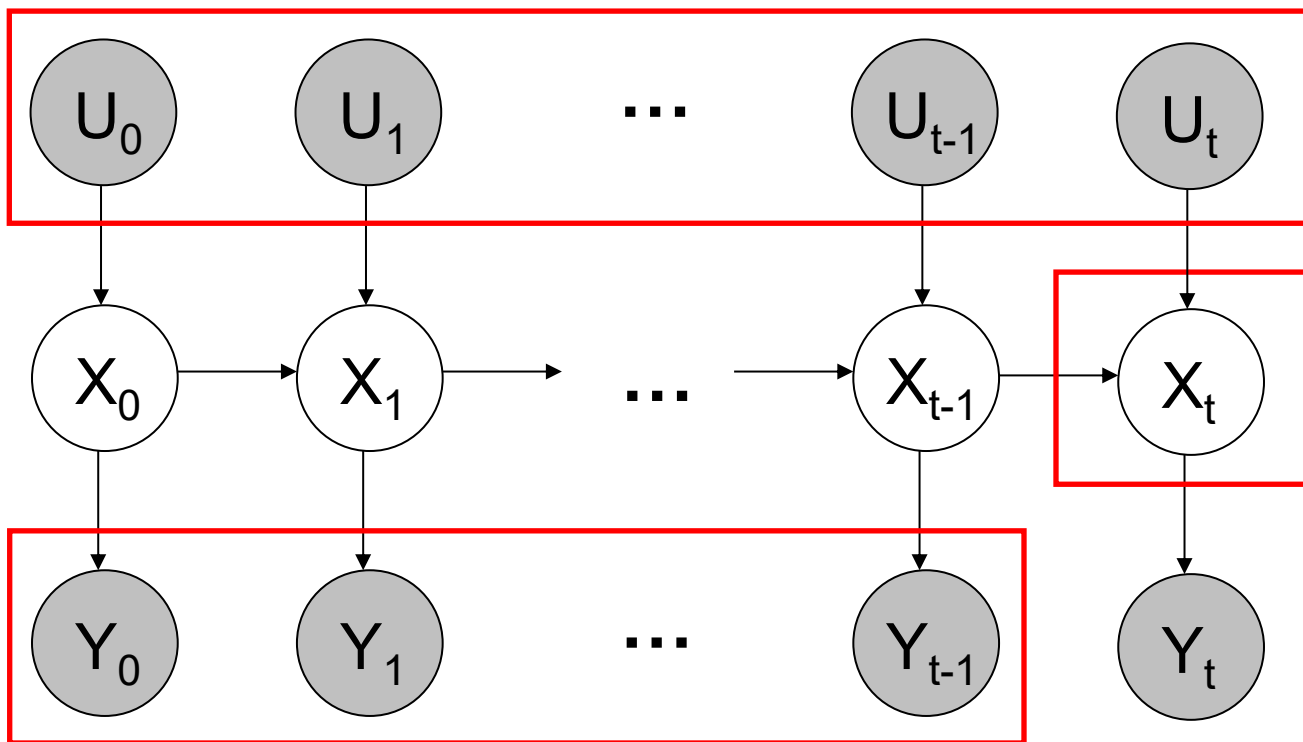 U₀ U₁ ... Uₜ₋₁ Uₜ
X₀ X₁ ... Xₜ₋₁ Xₜ
Y₀ Y₁ ... Yₜ₋₁ Yₜ